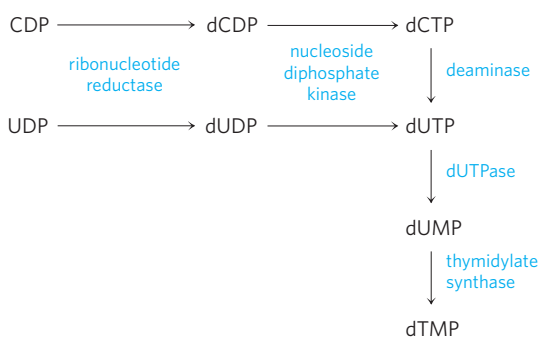 CDP dCDP dCTP
ribonucleotide
reductase
nucleoside
diphosphate
kinase
deaminase
UDP dUDP dUTP
dUTPase
dUMP
thymidylate
synthase
dTMP